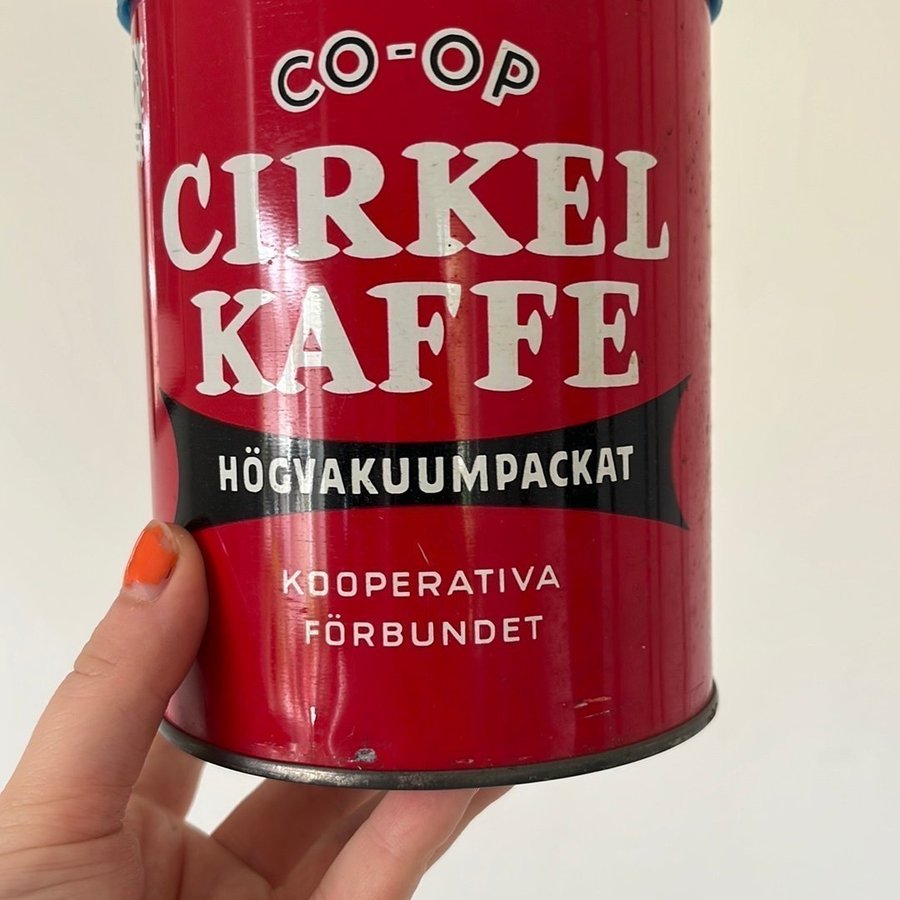 CO-OP
CIRKEL
KAFFE
HÖGVAKUUMPACKAT
KOOPERATIVA
FÖRBUNDET